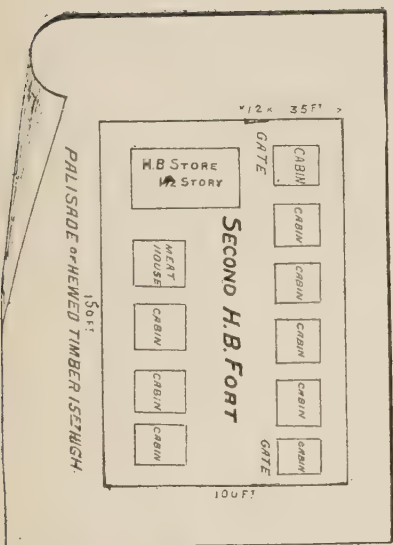 "12 x 35 FT >
GATE
CABIN
H.B STORE
1½ STORY
CABIN
SECOND H.B. FORT
MEAT
HOUSE
CABIN
CABIN
CABIN
CABIN
CABIN
CABIN
CABIN
GATE
CABIN
100 FT
150 FT
PALISADE OF HEWED TIMBER 15 FT HIGH.